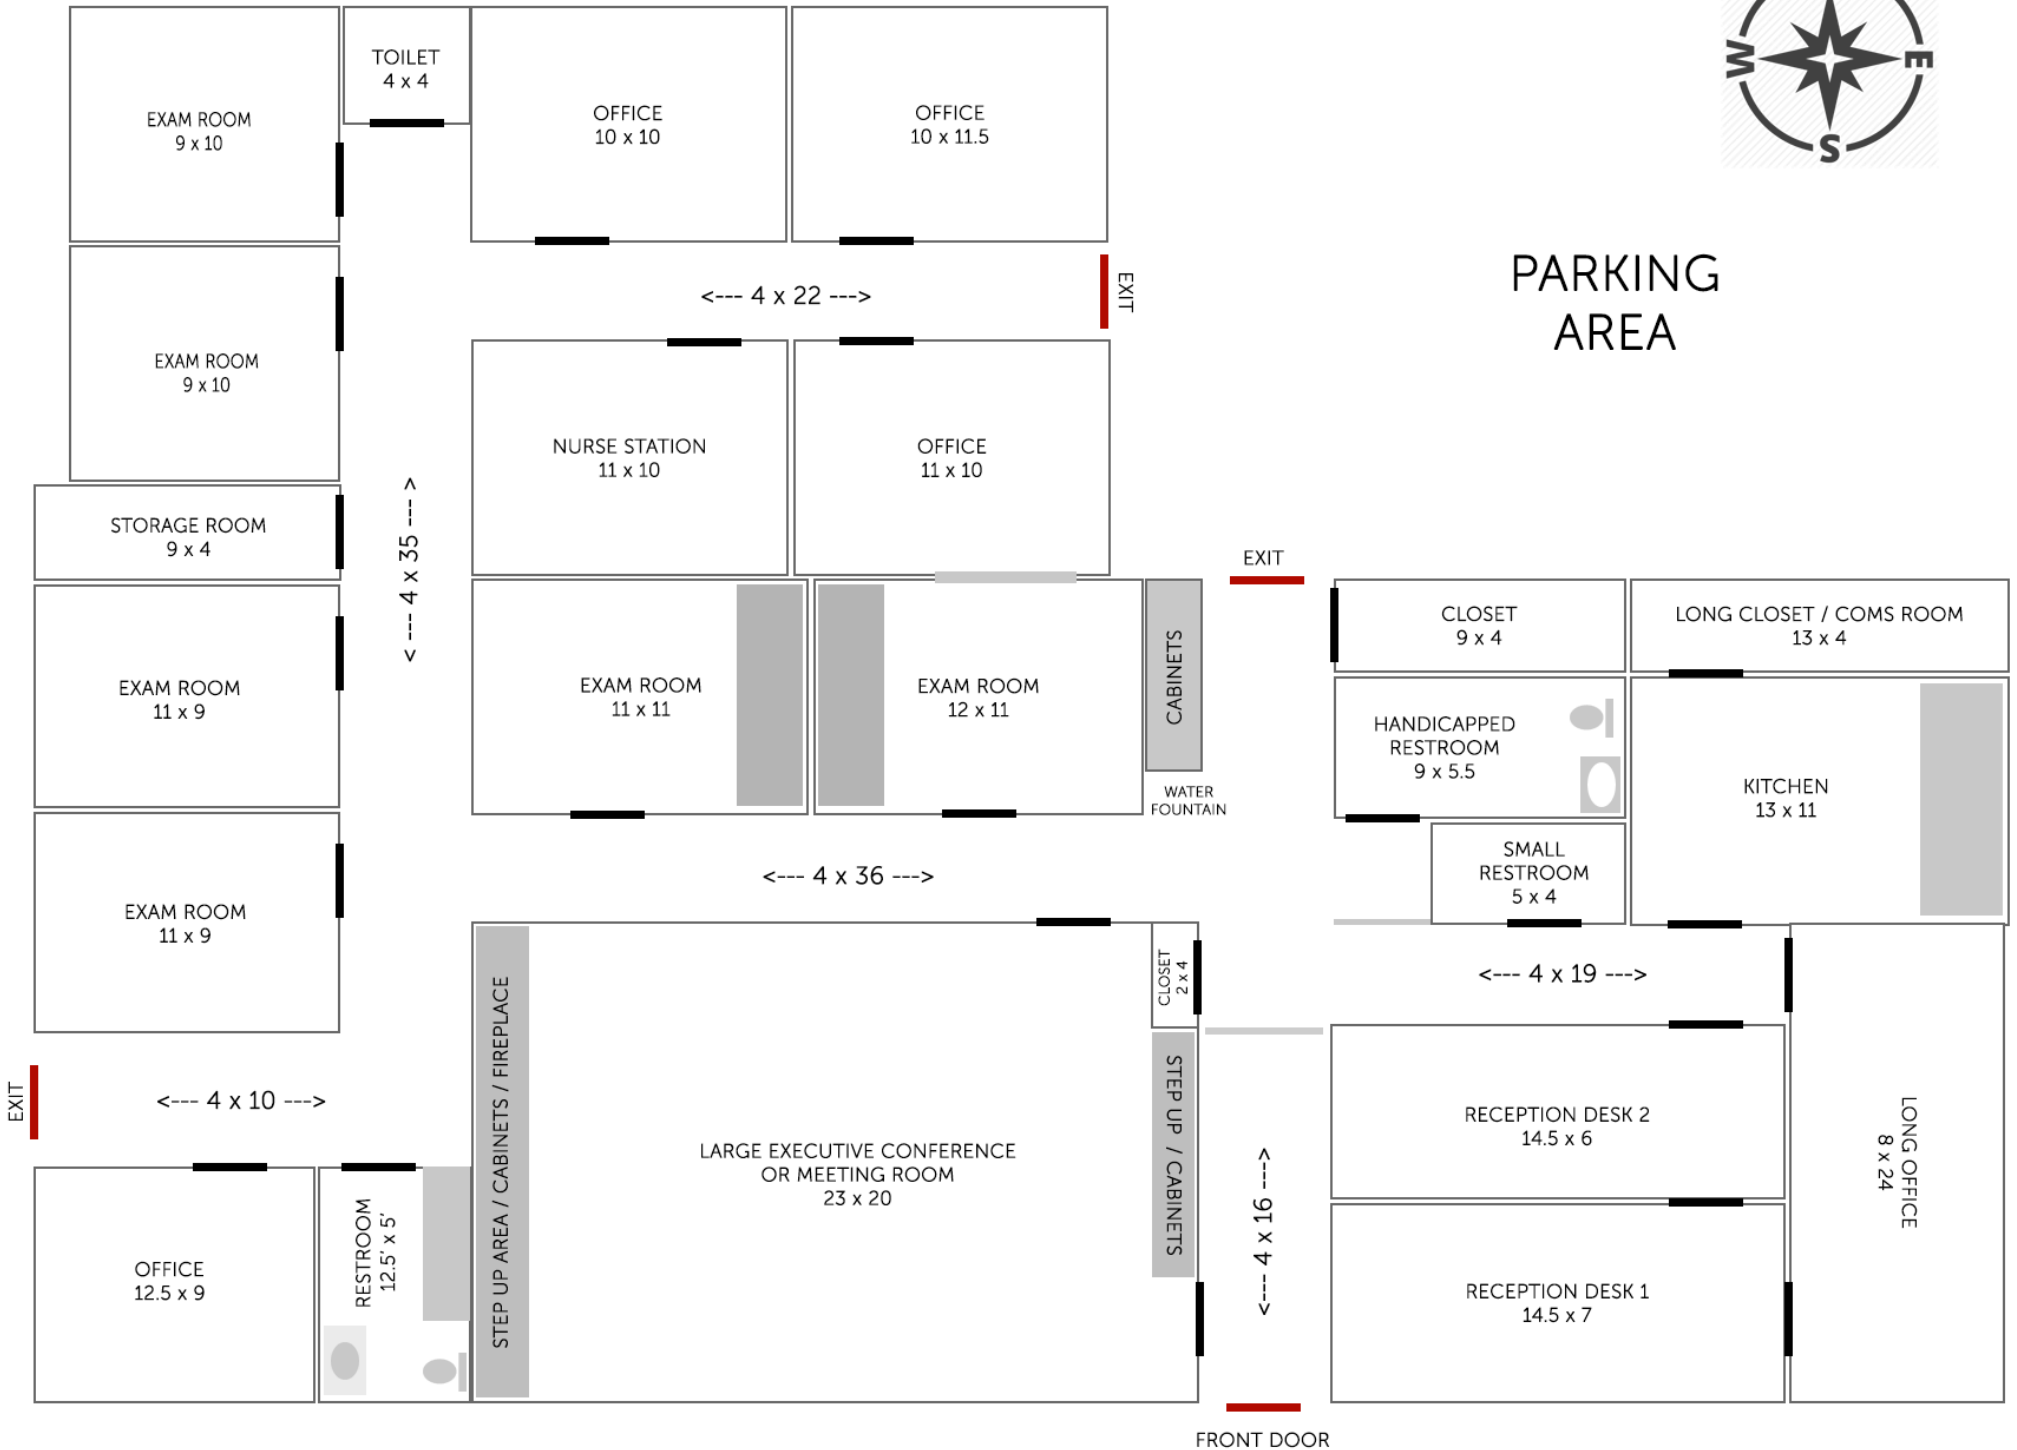 TOILET
4 x 4
EXAM ROOM
9 x 10
OFFICE
10 x 10
OFFICE
10 x 11.5
W
E
S
PARKING
AREA
<--- 4 x 22 --->
EXIT
EXAM ROOM
9 x 10
NURSE STATION
11 x 10
OFFICE
11 x 10
STORAGE ROOM
9 x 4
<---- 4 x 35 ---->
EXIT
EXAM ROOM
11 x 9
EXAM ROOM
11 x 11
EXAM ROOM
12 x 11
CABINETS
WATER
FOUNTAIN
CLOSET
9 x 4
LONG CLOSET / COMS ROOM
13 x 4
HANDICAPPED
RESTROOM
9 x 5.5
KITCHEN
13 x 11
SMALL
RESTROOM
5 x 4
EXAM ROOM
11 x 9
<--- 4 x 36 --->
CLOSET
2 x 4
<--- 4 x 19 --->
EXIT
<--- 4 x 10 --->
STEP UP AREA / CABINETS / FIREPLACE
LARGE EXECUTIVE CONFERENCE
OR MEETING ROOM
23 x 20
STEP UP / CABINETS
<---- 4 x 16 ---->
RECEPTION DESK 2
14.5 x 6
LONG OFFICE
8 x 24
OFFICE
12.5 x 9
RESTROOM
12.5' x 5'
RECEPTION DESK 1
14.5 x 7
FRONT DOOR